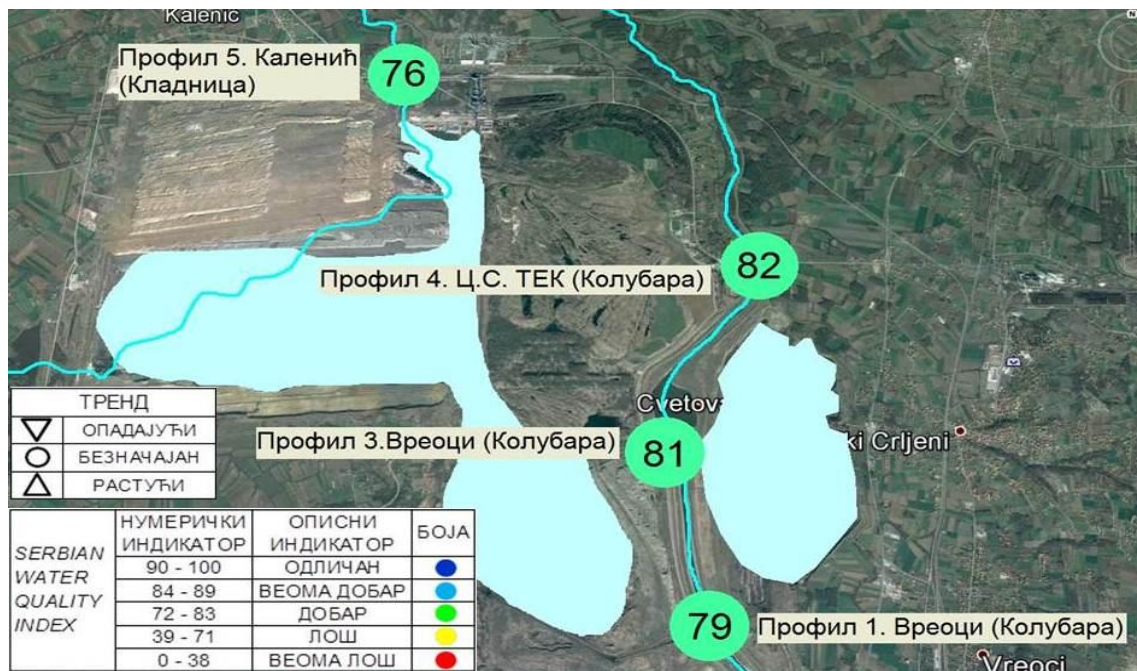 Kalenic
N
Профил 5. Каленић
(Кладница)
76
Профил 4. Ц.С. ТЕК (Колубара)
82
ТРЕНД
ОПАДАЈУЋИ
БЕЗНАЧАЈАН
РАСТУЋИ
Cvetova
Профил 3.Вреоци (Колубара)
81
ki Crljeni
SERBIAN
WATER
QUALITY
INDEX
НУМЕРИЧКИ
ИНДИКАТОР
ОПИСНИ
ИНДИКАТОР
БОЈА
90 - 100 ОДЛИЧАН
84 - 89 ВЕОМА ДОБАР
72 - 83 ДОБАР
39 - 71 ЛОШ
0 - 38 ВЕОМА ЛОШ
79
Профил 1. Вреоци (Колубара)
Vreoci